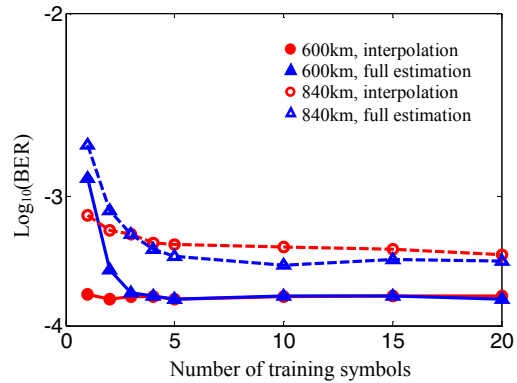 -2
600km, interpolation
600km, full estimation
840km, interpolation
840km, full estimation
Log10(BER)
-3
-4
0 5 10 15 20
Number of training symbols